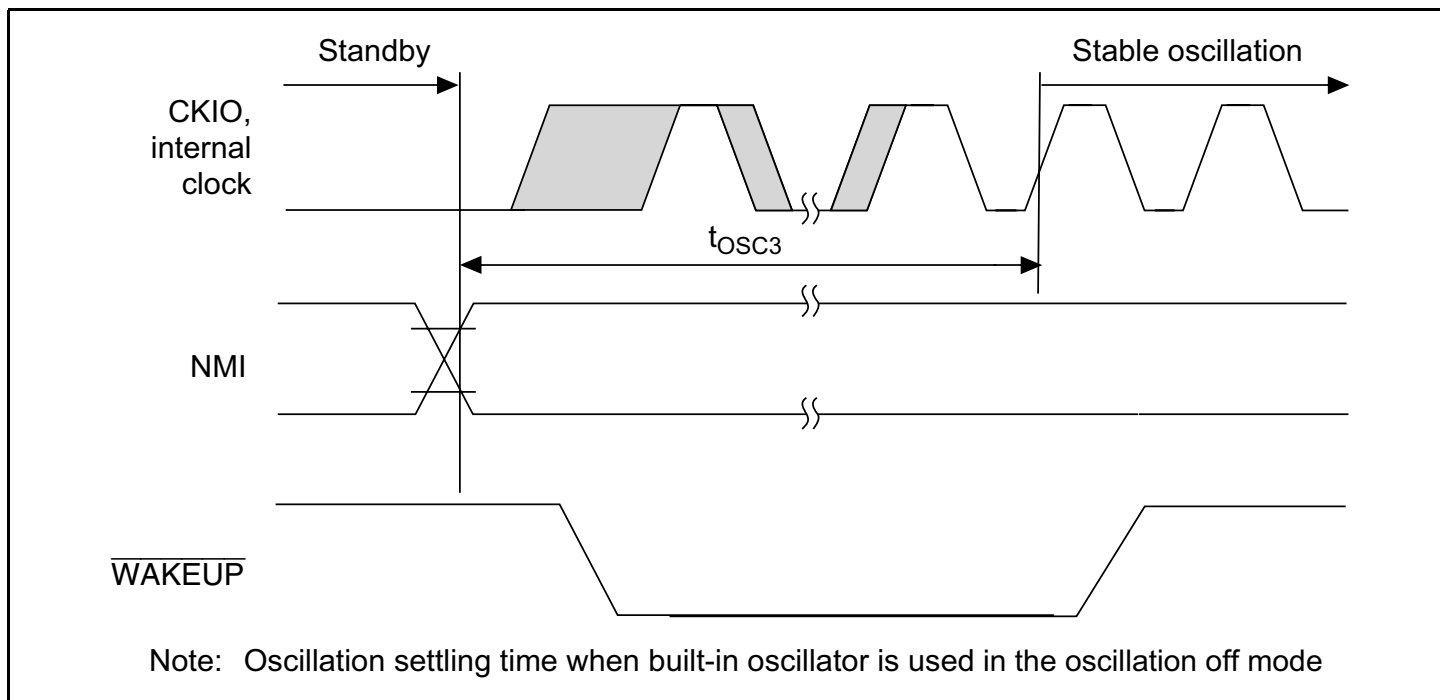 Standby
Stable oscillation
CKIO,
internal
clock
tOSC3
NMI
WAKEUP
Note: Oscillation settling time when built-in oscillator is used in the oscillation off mode